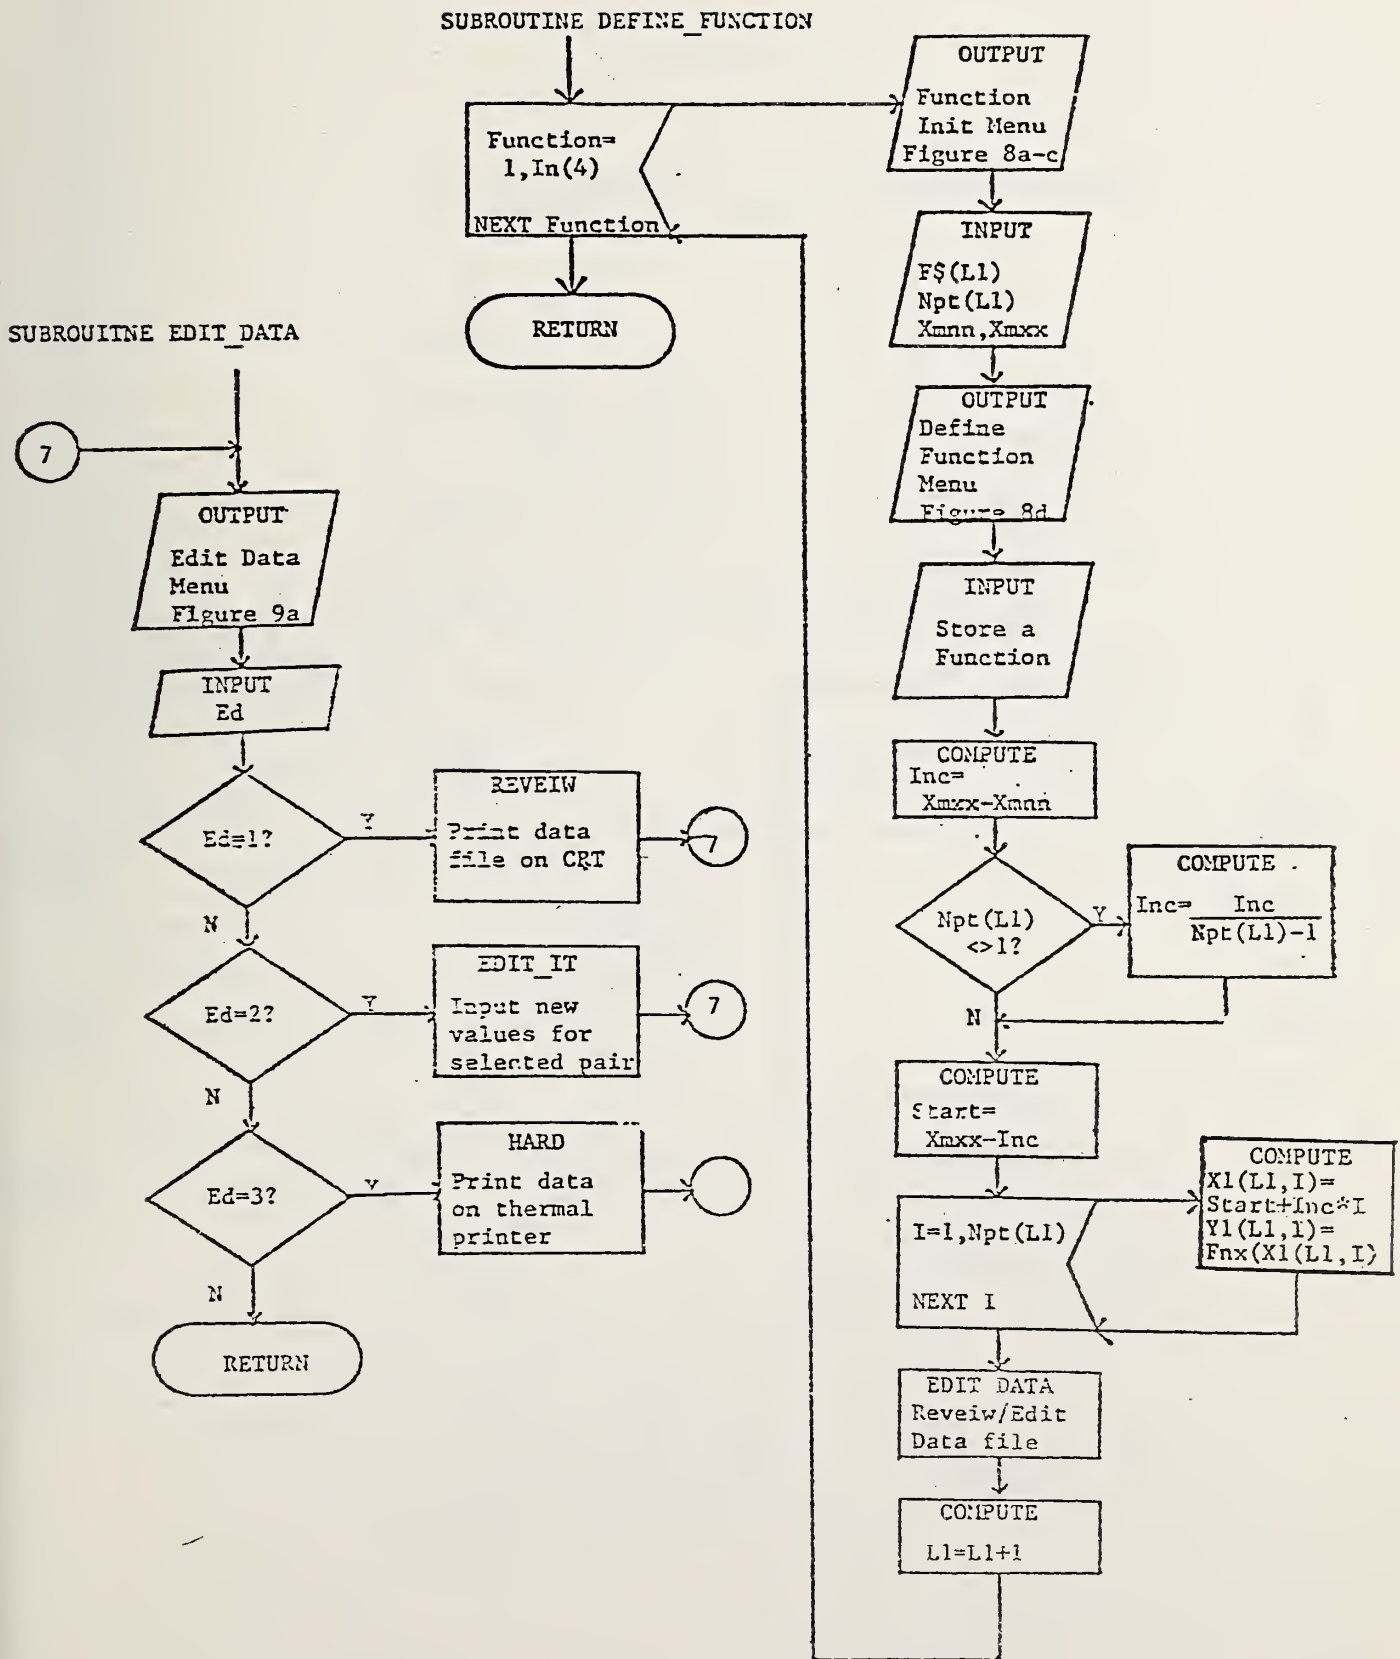 SUBROUTINE DEFINE_FUNCTION
Function=
1,In(4)
NEXT Function
RETURN
OUTPUT
Function
Init Menu
Figure 8a-c
INPUT
F$(L1)
Npt(L1)
Xmnn,Xmxx
OUTPUT
Define
Function
Menu
Figure 8d
INPUT
Store a
Function
COMPUTE
Inc=
Xmxx-Xmnn
Npt(L1)
<>1?
Y
COMPUTE
Inc= Inc
Npt(L1)-1
N
COMPUTE
Start=
Xmxx-Inc
I=1,Npt(L1)
NEXT I
COMPUTE
X1(L1,I)=
Start+Inc*I
Y1(L1,1)=
Fnx(X1(L1,I)
EDIT DATA
Reveiw/Edit
Data file
COMPUTE
L1=L1+1
SUBROUITNE EDIT_DATA
7
OUTPUT
Edit Data
Menu
Figure 9a
INPUT
Ed
Ed=1?
Y
REVEIW
Print data
file on CRT
7
N
Ed=2?
Y
EDIT_IT
Input new
values for
selected pair
7
N
Ed=3?
Y
HARD
Print data
on thermal
printer
N
RETURN